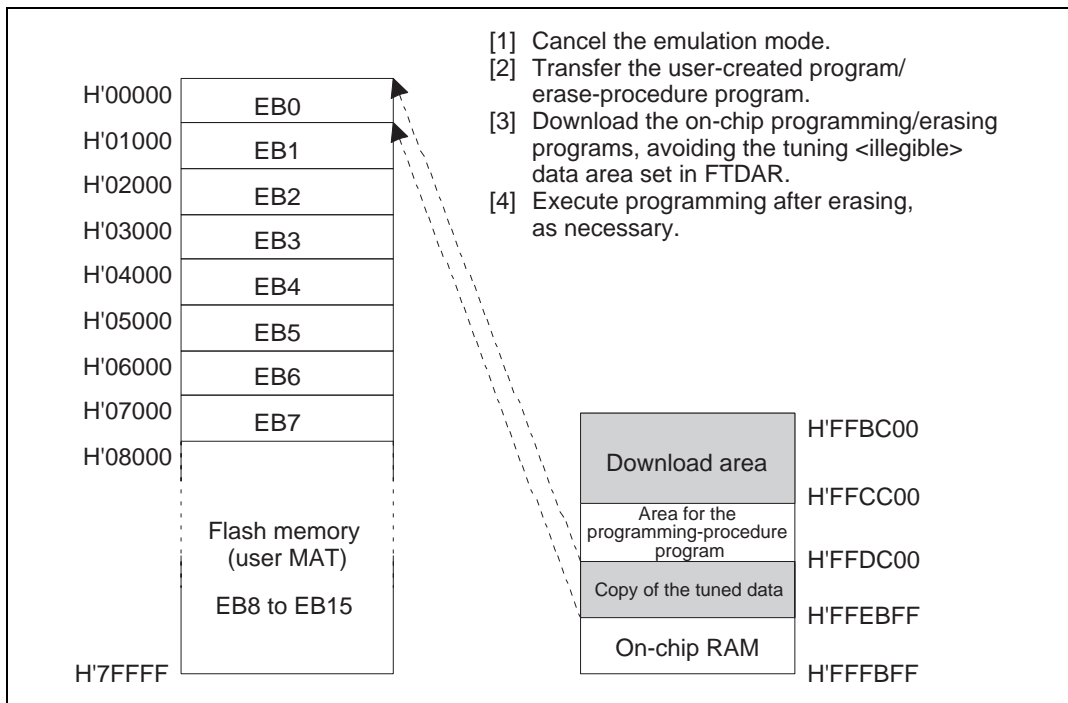 [1] Cancel the emulation mode.
[2] Transfer the user-created program/
erase-procedure program.
[3] Download the on-chip programming/erasing
programs, avoiding the tuning <illegible>
data area set in FTDAR.
[4] Execute programming after erasing,
as necessary.
H'00000
EB0
H'01000
EB1
H'02000
EB2
H'03000
EB3
H'04000
EB4
H'05000
EB5
H'06000
EB6
H'07000
EB7
H'08000
Flash memory
(user MAT)
EB8 to EB15
H'7FFFF
H'FFBC00
Download area
H'FFCC00
Area for the
programming-procedure
program
H'FFDC00
Copy of the tuned data
H'FFEBFF
On-chip RAM
H'FFFBFF